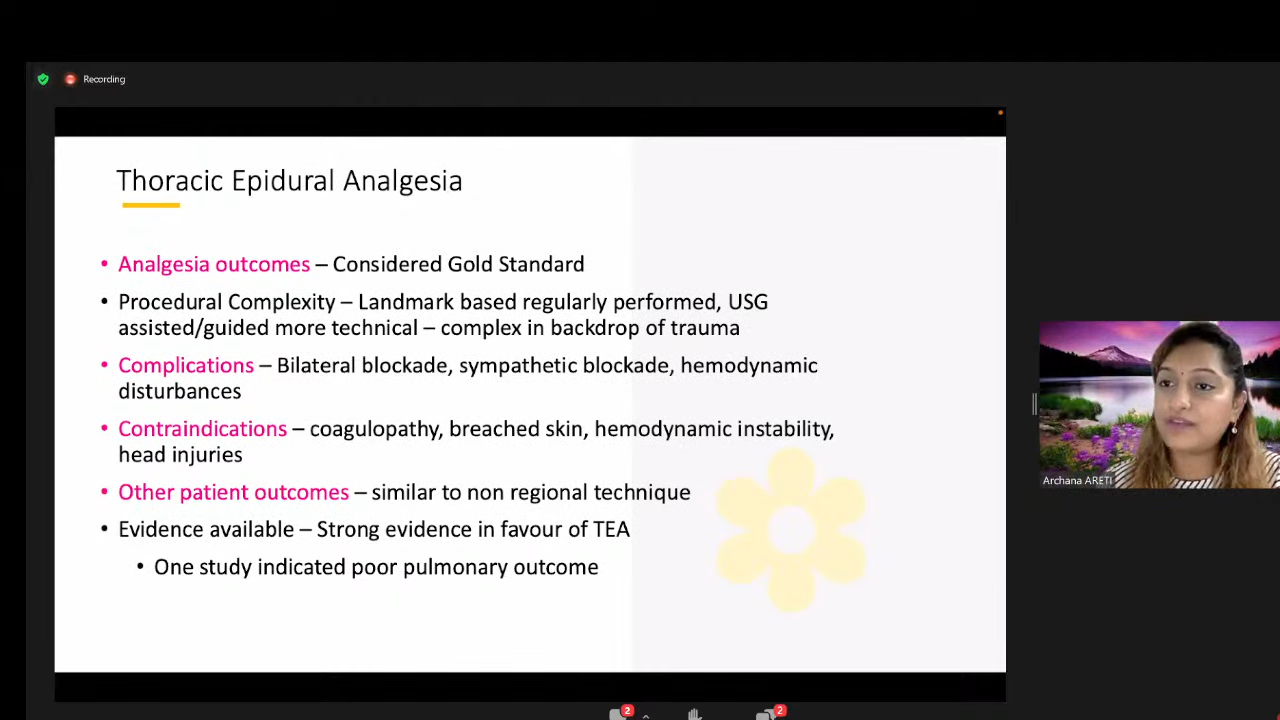 Recording
Thoracic Epidural Analgesia
• Analgesia outcomes – Considered Gold Standard
• Procedural Complexity – Landmark based regularly performed, USG
assisted/guided more technical – complex in backdrop of trauma
• Complications – Bilateral blockade, sympathetic blockade, hemodynamic
disturbances
• Contraindications – coagulopathy, breached skin, hemodynamic instability,
head injuries
• Other patient outcomes – similar to non regional technique
• Evidence available – Strong evidence in favour of TEA
• One study indicated poor pulmonary outcome
Archana ARETI
2
2